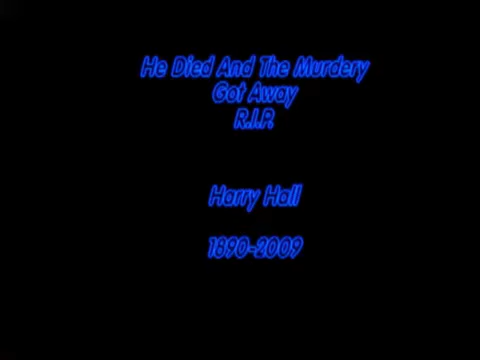 He Died And The Murdery
Got Away
R.I.P.
Harry Hall
1890-2009